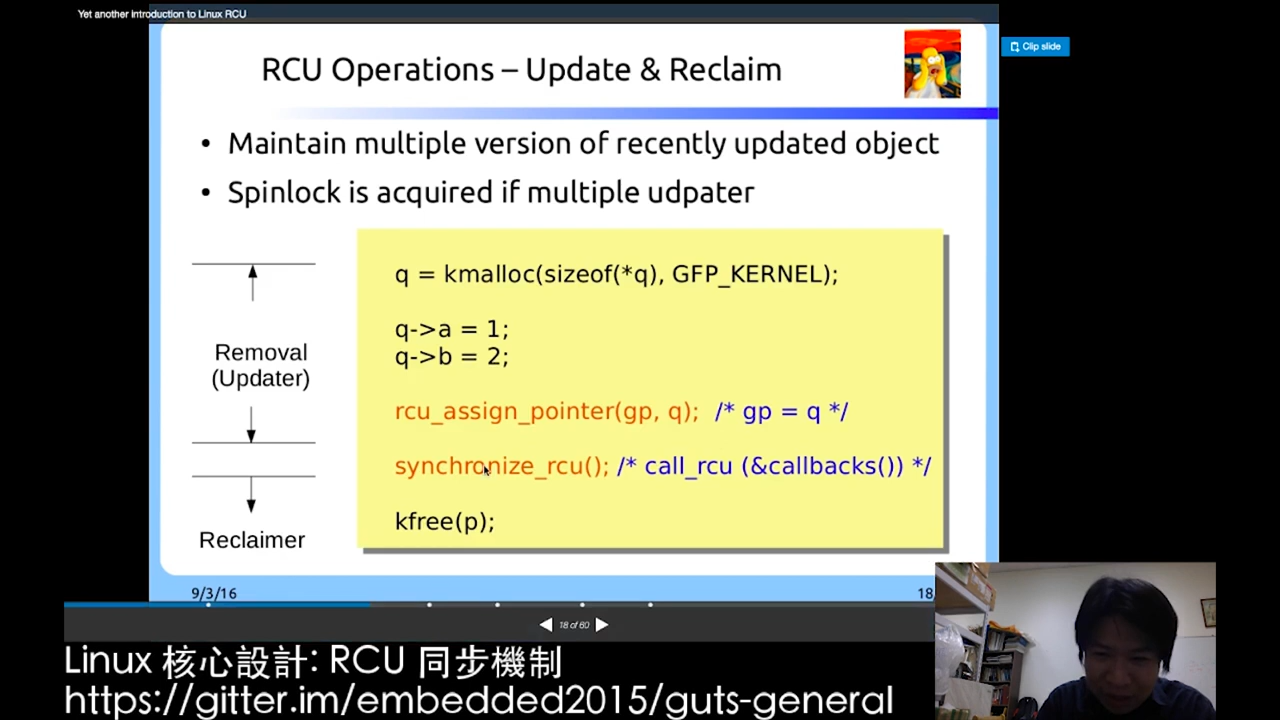 Yet another introduction to Linux RCU
Clip slide
RCU Operations – Update & Reclaim
• Maintain multiple version of recently updated object
• Spinlock is acquired if multiple udpater
q = kmalloc(sizeof(*q), GFP_KERNEL);
q->a = 1;
q->b = 2;
rcu_assign_pointer(gp, q); /* gp = q */
synchronize_rcu(); /* call_rcu (&callbacks()) */
kfree(p);
Removal
(Updater)
Reclaimer
9/3/16
18
18 of 60
Linux 核心設計: RCU 同步機制
https://gitter.im/embedded2015/guts-general